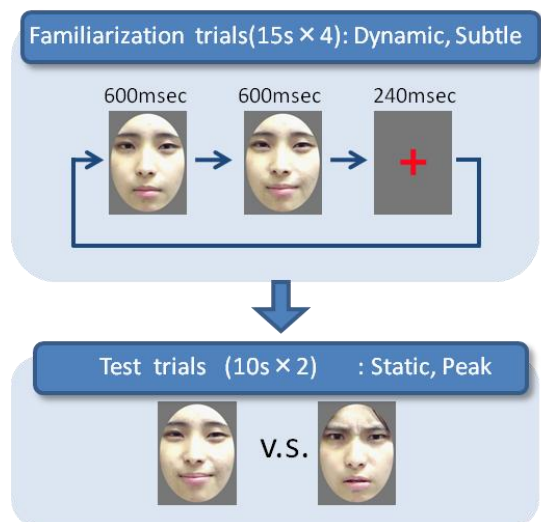 Familiarization trials(15s × 4): Dynamic, Subtle
600msec 600msec 240msec
Test trials (10s × 2) : Static, Peak
v.s.